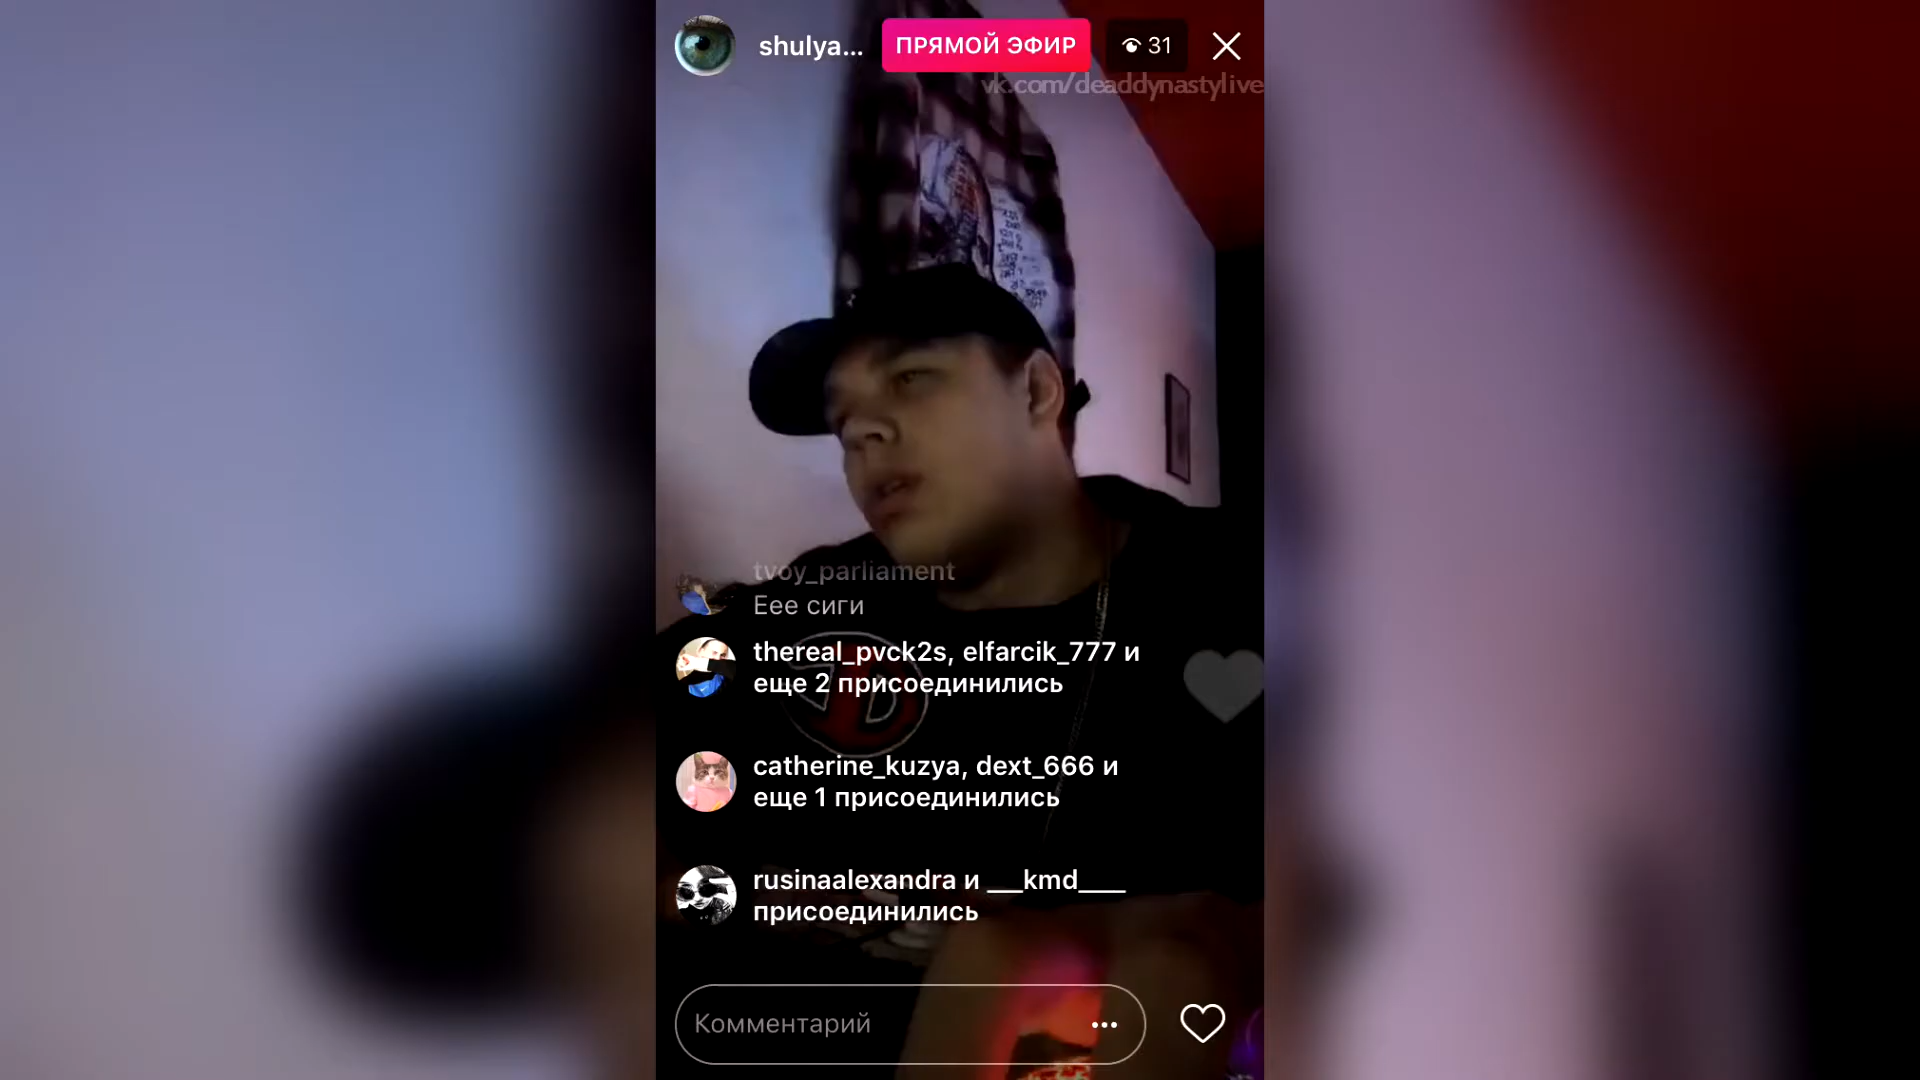 shulya...
ПРЯМОЙ ЭФИР
31
vk.com/deaddynastylive
tvoy_parliament
Еее сиги
thereal_pvck2s, elfarcik_777 и
еще 2 присоединились
catherine_kuzya, dext_666 и
еще 1 присоединились
rusinaalexandra и ___kmd____
присоединились
Комментарий